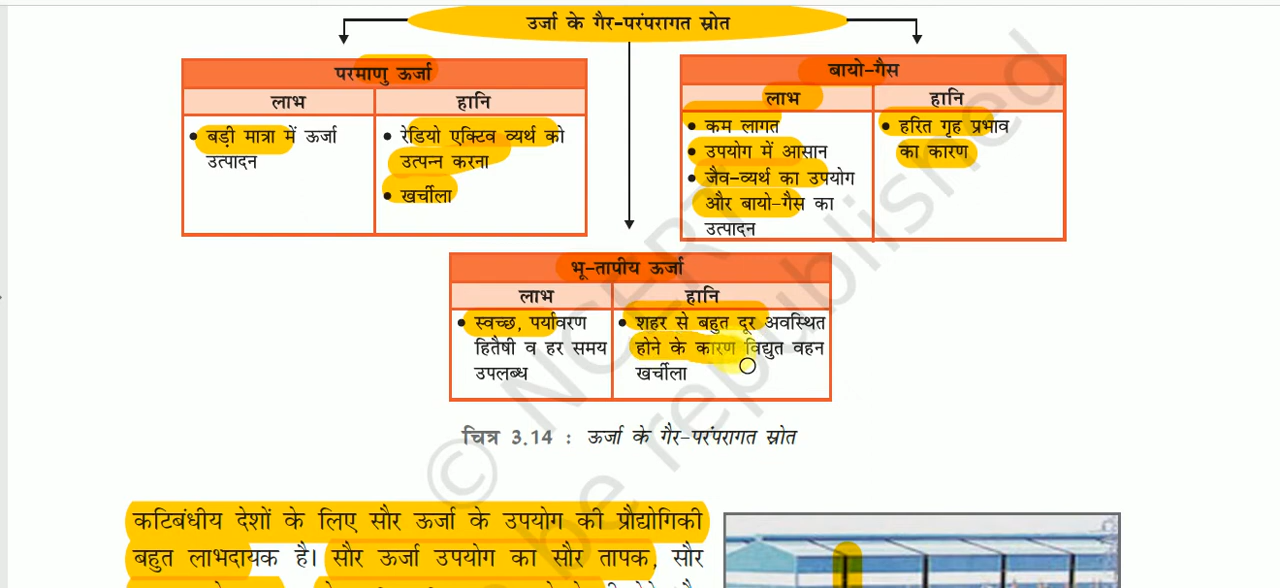 उर्जा के गैर-परंपरागत स्रोत
परमाणु ऊर्जा
लाभ
हानि
• बड़ी मात्रा में ऊर्जा
उत्पादन
• रेडियो एक्टिव व्यर्थ को
उत्पन्न करना
• खर्चीला
बायो-गैस
लाभ
हानि
• कम लागत
• उपयोग में आसान
• जैव-व्यर्थ का उपयोग
और बायो-गैस का
उत्पादन
• हरित गृह प्रभाव
का कारण
भू-तापीय ऊर्जा
लाभ
हानि
• स्वच्छ, पर्यावरण
हितैषी व हर समय
उपलब्ध
• शहर से बहुत दूर अवस्थित
होने के कारण विद्युत वहन
खर्चीला
चित्र 3.14 : ऊर्जा के गैर-परंपरागत स्रोत
कटिबंधीय देशों के लिए सौर ऊर्जा के उपयोग की प्रौद्योगिकी
बहुत लाभदायक है। सौर ऊर्जा उपयोग का सौर तापक, सौर
© NCERT
be republished